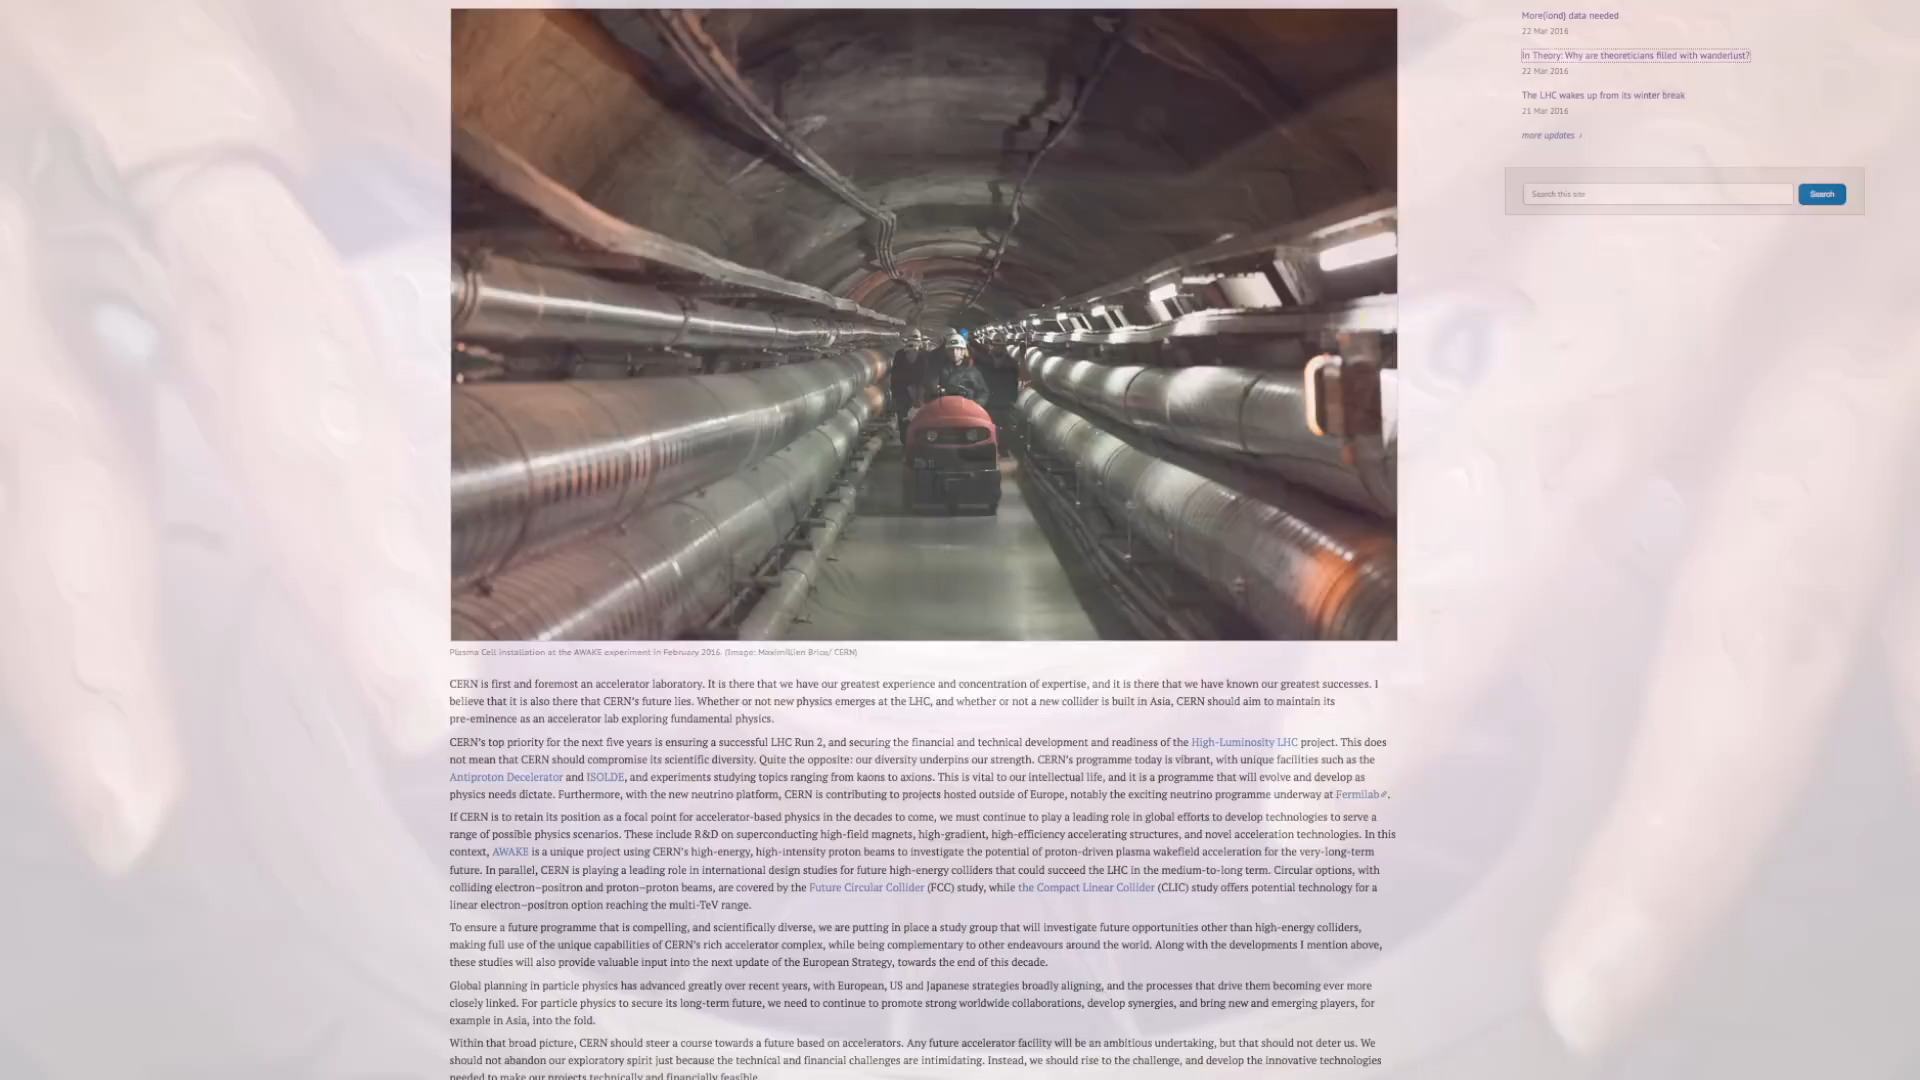 More(iond) data needed
22 Mar 2016
In Theory: Why are theoreticians filled with wanderlust?
22 Mar 2016
The LHC wakes up from its winter break
21 Mar 2016
more updates ›
Search this site
Search
Plasma Cell installation at the AWAKE experiment in February 2016. (Image: Maximilien Brice/ CERN)
CERN is first and foremost an accelerator laboratory. It is there that we have our greatest experience and concentration of expertise, and it is there that we have known our greatest successes. I
believe that it is also there that CERN's future lies. Whether or not new physics emerges at the LHC, and whether or not a new collider is built in Asia, CERN should aim to maintain its
pre-eminence as an accelerator lab exploring fundamental physics.
CERN's top priority for the next five years is ensuring a successful LHC Run 2, and securing the financial and technical development and readiness of the High-Luminosity LHC project. This does
not mean that CERN should compromise its scientific diversity. Quite the opposite: our diversity underpins our strength. CERN's programme today is vibrant, with unique facilities such as the
Antiproton Decelerator and ISOLDE, and experiments studying topics ranging from kaons to axions. This is vital to our intellectual life, and it is a programme that will evolve and develop as
physics needs dictate. Furthermore, with the new neutrino platform, CERN is contributing to projects hosted outside of Europe, notably the exciting neutrino programme underway at Fermilab.
If CERN is to retain its position as a focal point for accelerator-based physics in the decades to come, we must continue to play a leading role in global efforts to develop technologies to serve a
range of possible physics scenarios. These include R&D on superconducting high-field magnets, high-gradient, high-efficiency accelerating structures, and novel acceleration technologies. In this
context, AWAKE is a unique project using CERN's high-energy, high-intensity proton beams to investigate the potential of proton-driven plasma wakefield acceleration for the very-long-term
future. In parallel, CERN is playing a leading role in international design studies for future high-energy colliders that could succeed the LHC in the medium-to-long term. Circular options, with
colliding electron–positron and proton–proton beams, are covered by the Future Circular Collider (FCC) study, while the Compact Linear Collider (CLIC) study offers potential technology for a
linear electron–positron option reaching the multi-TeV range.
To ensure a future programme that is compelling, and scientifically diverse, we are putting in place a study group that will investigate future opportunities other than high-energy colliders,
making full use of the unique capabilities of CERN's rich accelerator complex, while being complementary to other endeavours around the world. Along with the developments I mention above,
these studies will also provide valuable input into the next update of the European Strategy, towards the end of this decade.
Global planning in particle physics has advanced greatly over recent years, with European, US and Japanese strategies broadly aligning, and the processes that drive them becoming ever more
closely linked. For particle physics to secure its long-term future, we need to continue to promote strong worldwide collaborations, develop synergies, and bring new and emerging players, for
example in Asia, into the fold.
Within that broad picture, CERN should steer a course towards a future based on accelerators. Any future accelerator facility will be an ambitious undertaking, but that should not deter us. We
should not abandon our exploratory spirit just because the technical and financial challenges are intimidating. Instead, we should rise to the challenge, and develop the innovative technologies
needed to make our projects technically and financially feasible.